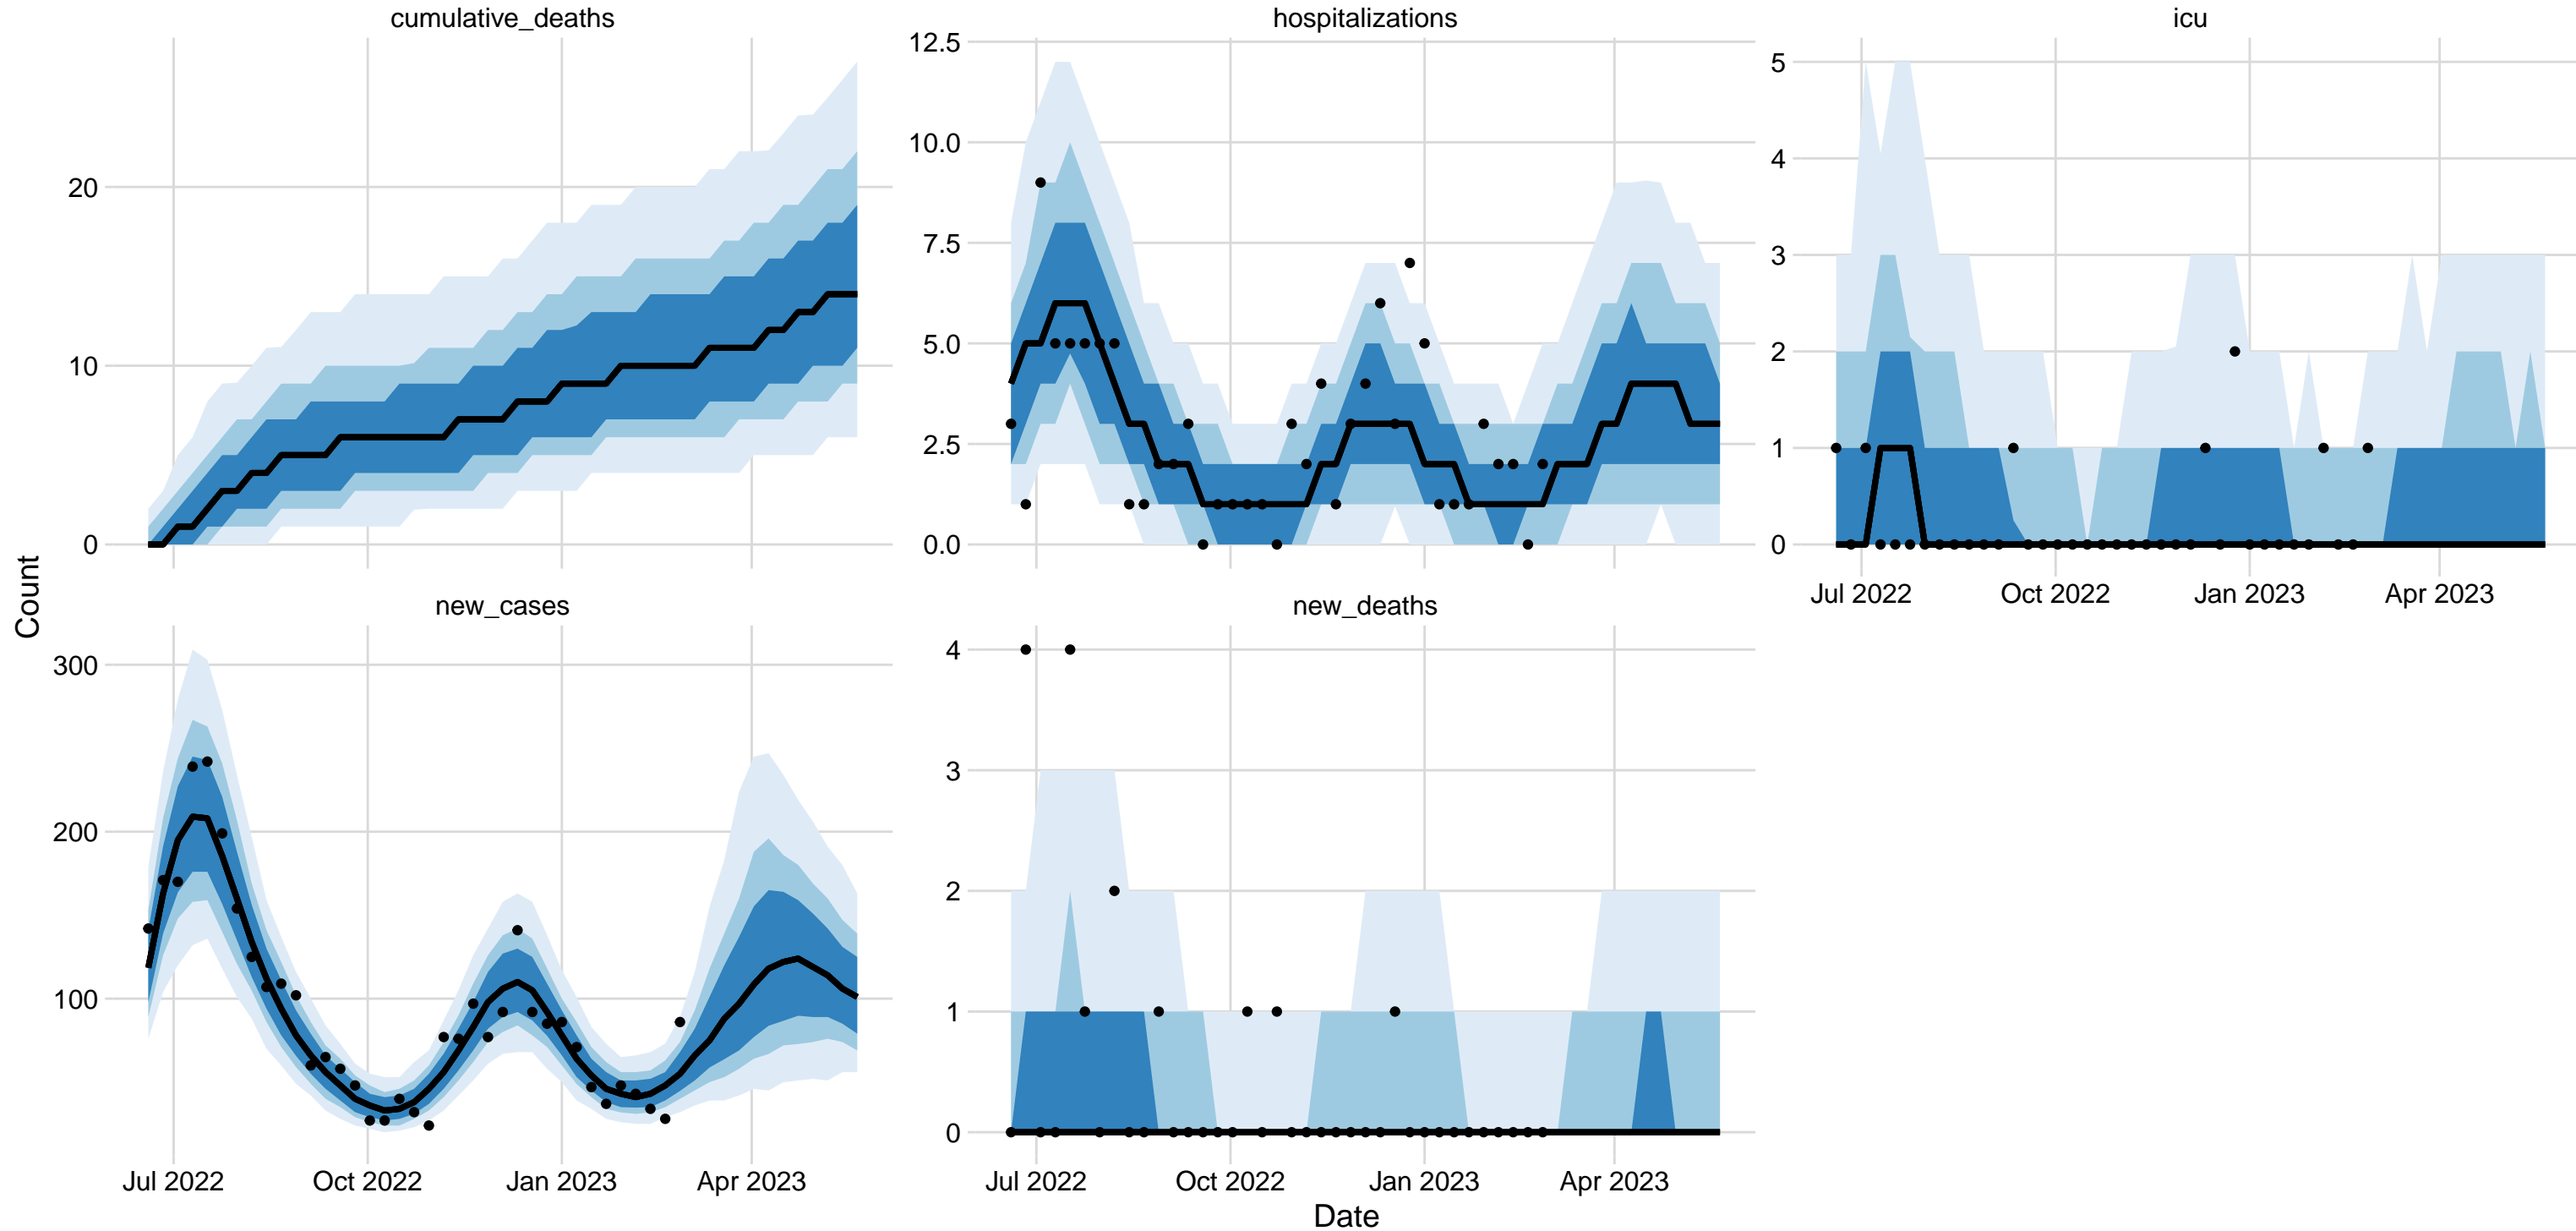 cumulative_deaths
hospitalizations
icu
20
10
0
12.5
10.0
7.5
5.0
2.5
0.0
5
4
3
2
1
0
Jul 2022
Oct 2022
Jan 2023
Apr 2023
Count
new_cases
new_deaths
300
200
100
4
3
2
1
0
Jul 2022
Oct 2022
Jan 2023
Apr 2023
Jul 2022
Oct 2022
Jan 2023
Apr 2023
Date